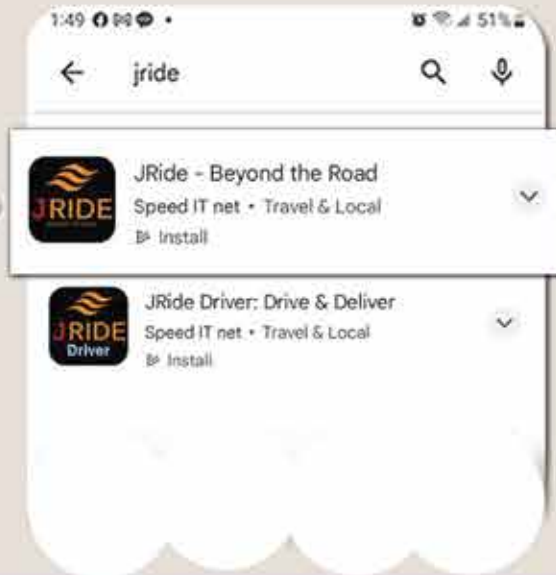 1:49
51%
jride
JRIDE
JRide - Beyond the Road
Speed IT net • Travel & Local
Install
JRIDE
Driver
JRide Driver: Drive & Deliver
Speed IT net • Travel & Local
Install